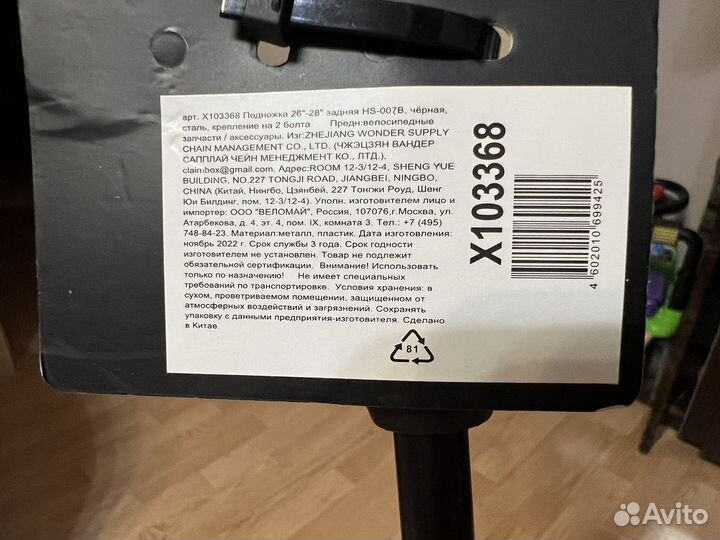 арт. X103368 Подножка 26"-28" задняя HS-007B, чёрная,
сталь, крепление на 2 болта Предн:велосипедные
запчасти / аксессуары. Изг:ZHEJIANG WONDER SUPPLY
CHAIN MANAGEMENT CO., LTD. (ЧЖЭЦЗЯН ВАНДЕР
САППЛАЙ ЧЕЙН МЕНЕДЖМЕНТ КО., ЛТД.).
clain.box@gmail.com. Адрес:ROOM 12-3/12-4, SHENG YUE
BUILDING, NO.227 TONGJI ROAD, JIANGBEI, NINGBO,
CHINA (Китай, Нингбо, Цзянбей, 227 Тонгжи Роуд, Шенг
Юи Билдинг, пом. 12-3/12-4). Уполн. изготовителем лицо и
импортер: ООО "ВЕЛОМАЙ", Россия, 107076,г.Москва, ул.
Атарбекова, д. 4, эт. 4, пом. IX, комната 3. Тел.: +7 (495)
748-84-23. Материал:металл, пластик. Дата изготовления:
ноябрь 2022 г. Срок службы 3 года. Срок годности
изготовителем не установлен. Товар не подлежит
обязательной сертификации. Внимание! Использовать
только по назначению! Не имеет специальных
требований по транспортировке. Условия хранения: в
сухом, проветриваемом помещении, защищенном от
атмосферных воздействий и загрязнений. Сохранять
упаковку с данными предприятия-изготовителя. Сделано
в Китае.
X103368
4 602010 699425
81
Avito